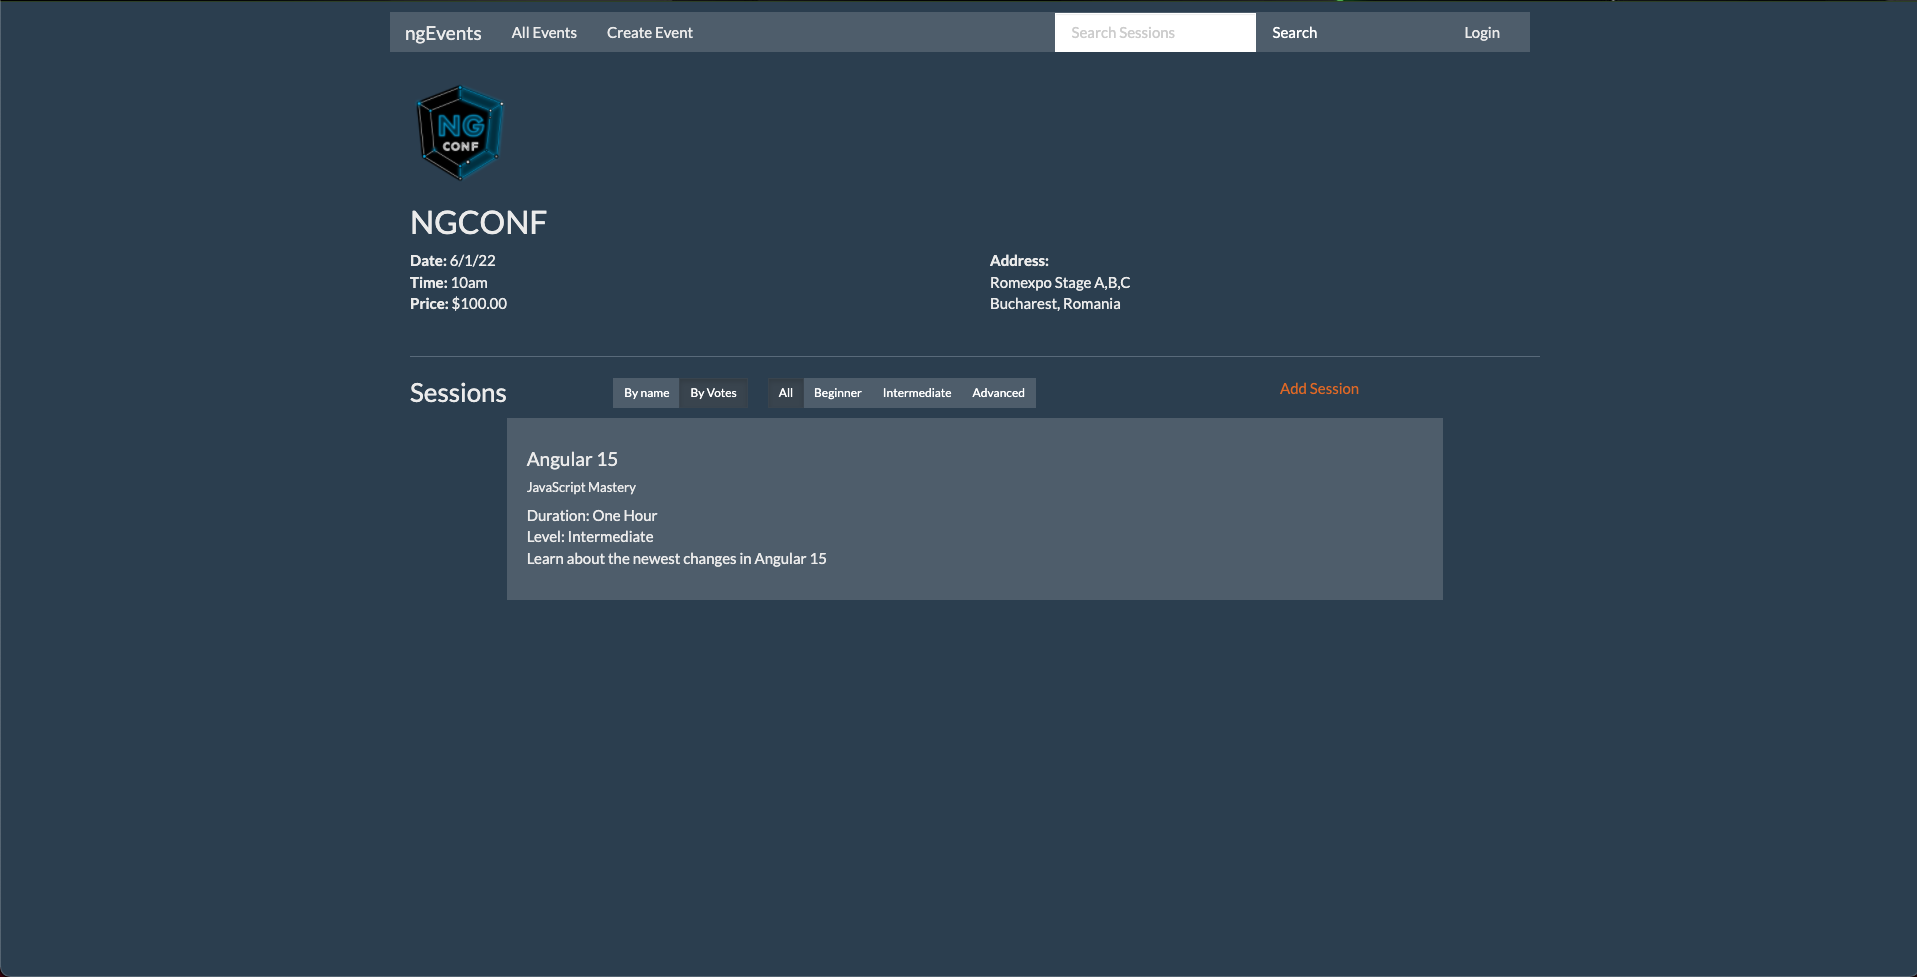 ngEvents All Events Create Event Search Sessions Search Login
NG
CONF
NGCONF
Date: 6/1/22
Time: 10am
Price: $100.00
Address:
Romexpo Stage A,B,C
Bucharest, Romania
Sessions By name By Votes All Beginner Intermediate Advanced Add Session
Angular 15
JavaScript Mastery
Duration: One Hour
Level: Intermediate
Learn about the newest changes in Angular 15